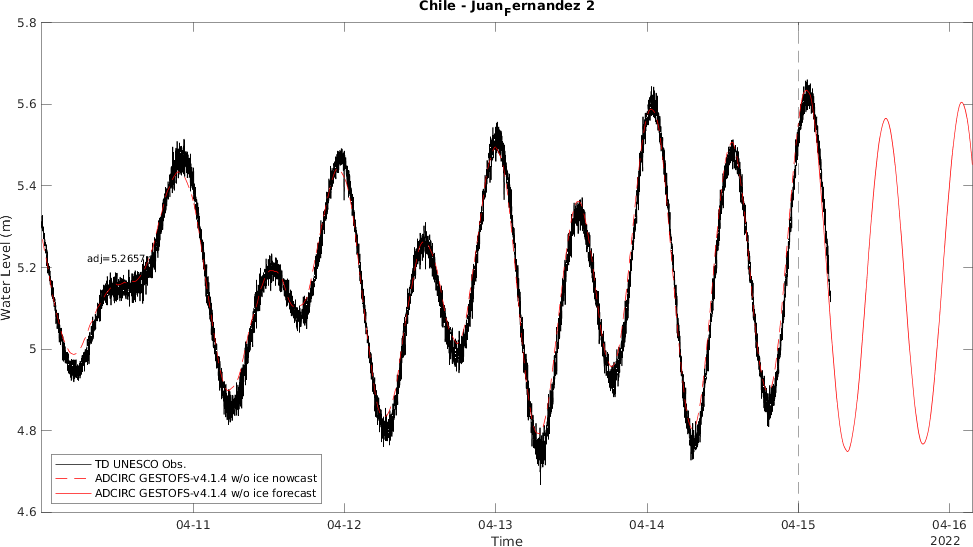 Chile - Juan_Fernandez 2
5.8
5.6
5.4
5.2
5
4.8
4.6
Water Level (m)
adj=5.2657
TD UNESCO Obs.
ADCIRC GESTOFS-v4.1.4 w/o ice nowcast
ADCIRC GESTOFS-v4.1.4 w/o ice forecast
04-11
04-12
04-13
04-14
04-15
04-16
Time
2022